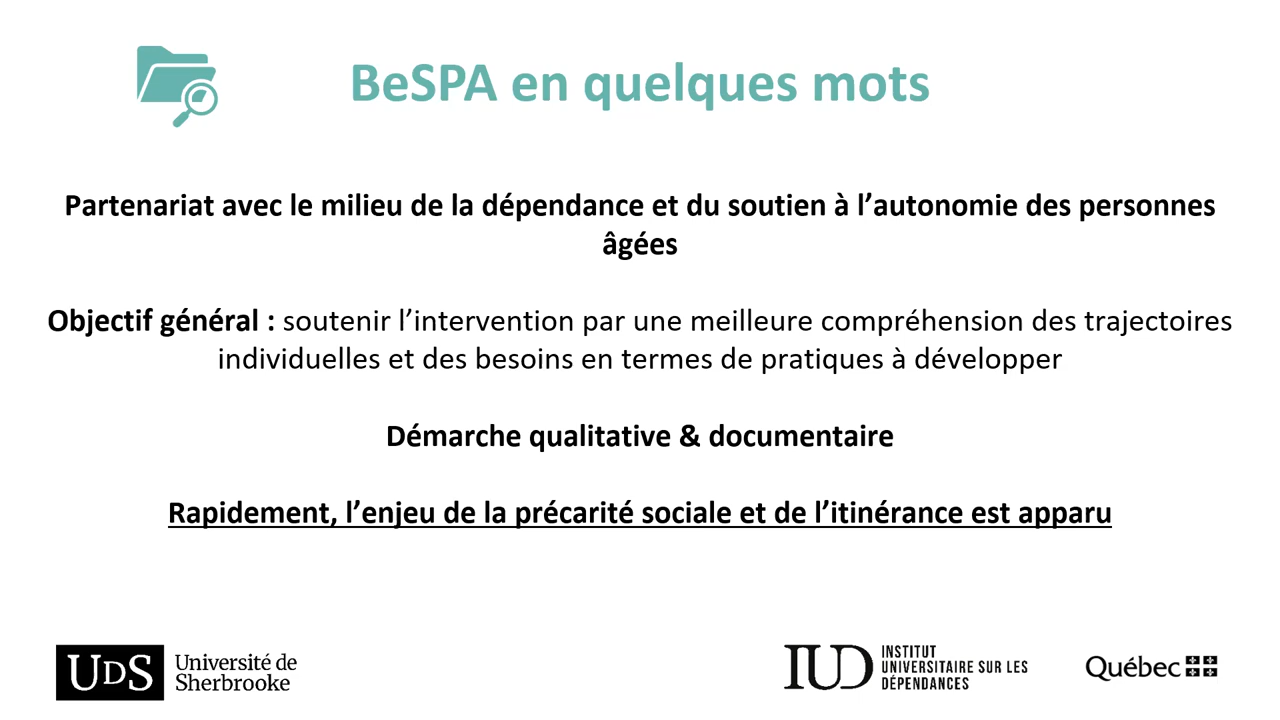 BeSPA en quelques mots
Partenariat avec le milieu de la dépendance et du soutien à l’autonomie des personnes
âgées
Objectif général : soutenir l’intervention par une meilleure compréhension des trajectoires
individuelles et des besoins en termes de pratiques à développer
Démarche qualitative & documentaire
Rapidement, l’enjeu de la précarité sociale et de l’itinérance est apparu
UDS
Université de
Sherbrooke
IUD
INSTITUT
UNIVERSITAIRE SUR LES
DÉPENDANCES
Québec